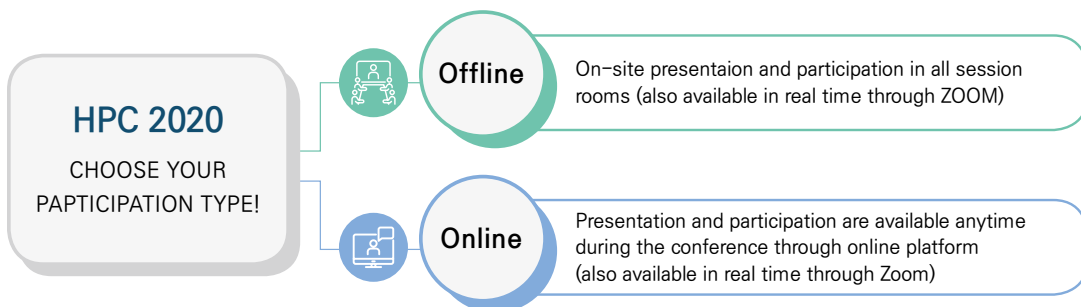 HPC 2020
CHOOSE YOUR
PAPTICIPATION TYPE!
Offline
On-site presentaion and participation in all session
rooms (also available in real time through ZOOM)
Online
Presentation and participation are available anytime
during the conference through online platform
(also available in real time through Zoom)